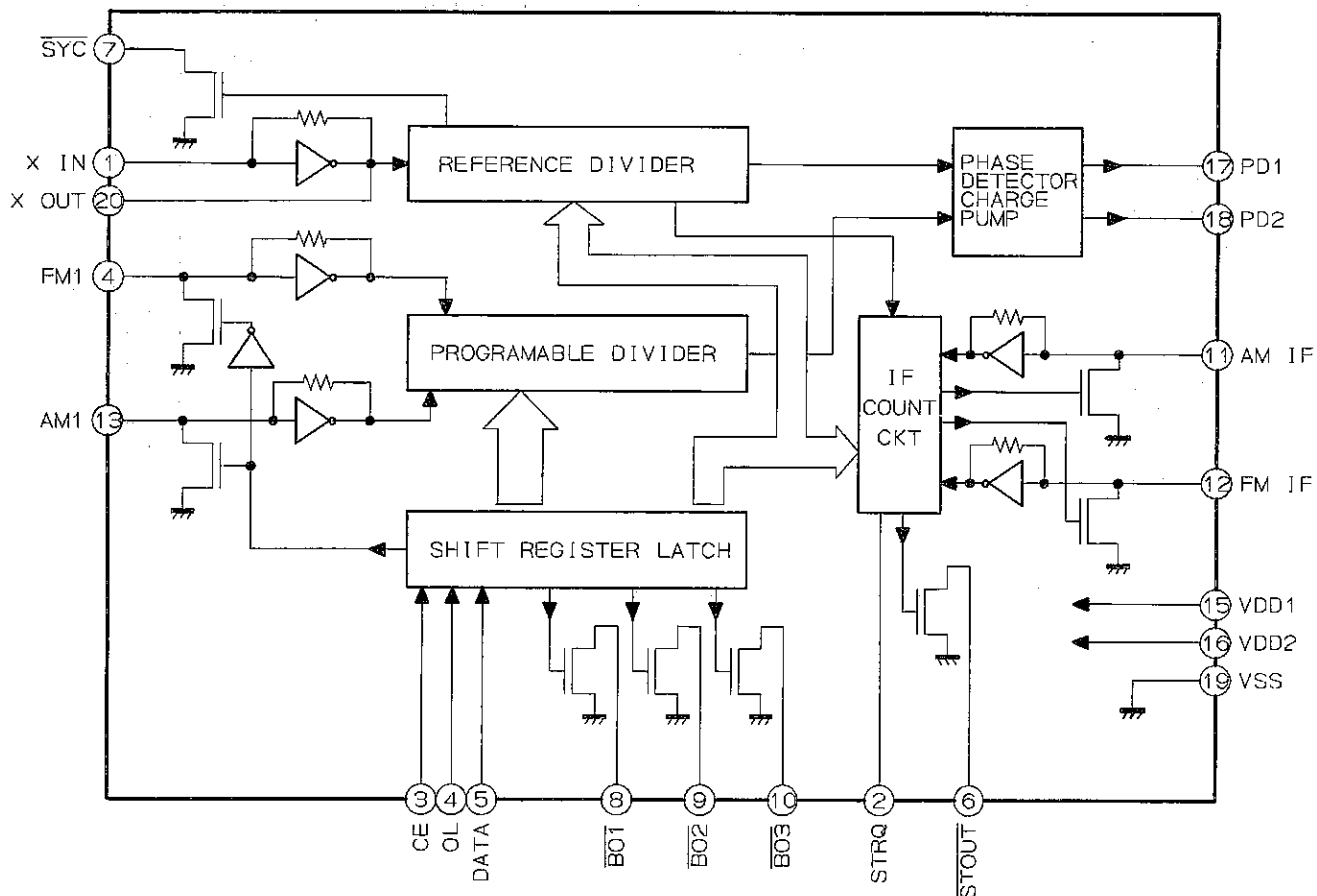 SYC 7
X IN 1
X OUT 20
REFERENCE DIVIDER
PHASE
DETECTOR
CHARGE
PUMP
17 PD1
18 PD2
FM1 4
PROGRAMABLE DIVIDER
IF
COUNT
CKT
11 AM IF
AM1 13
12 FM IF
SHIFT REGISTER LATCH
15 VDD1
16 VDD2
19 VSS
3 4 5 8 9 10 2 6
CE
OL
DATA
BO1
BO2
BO3
STRQ
STOUT